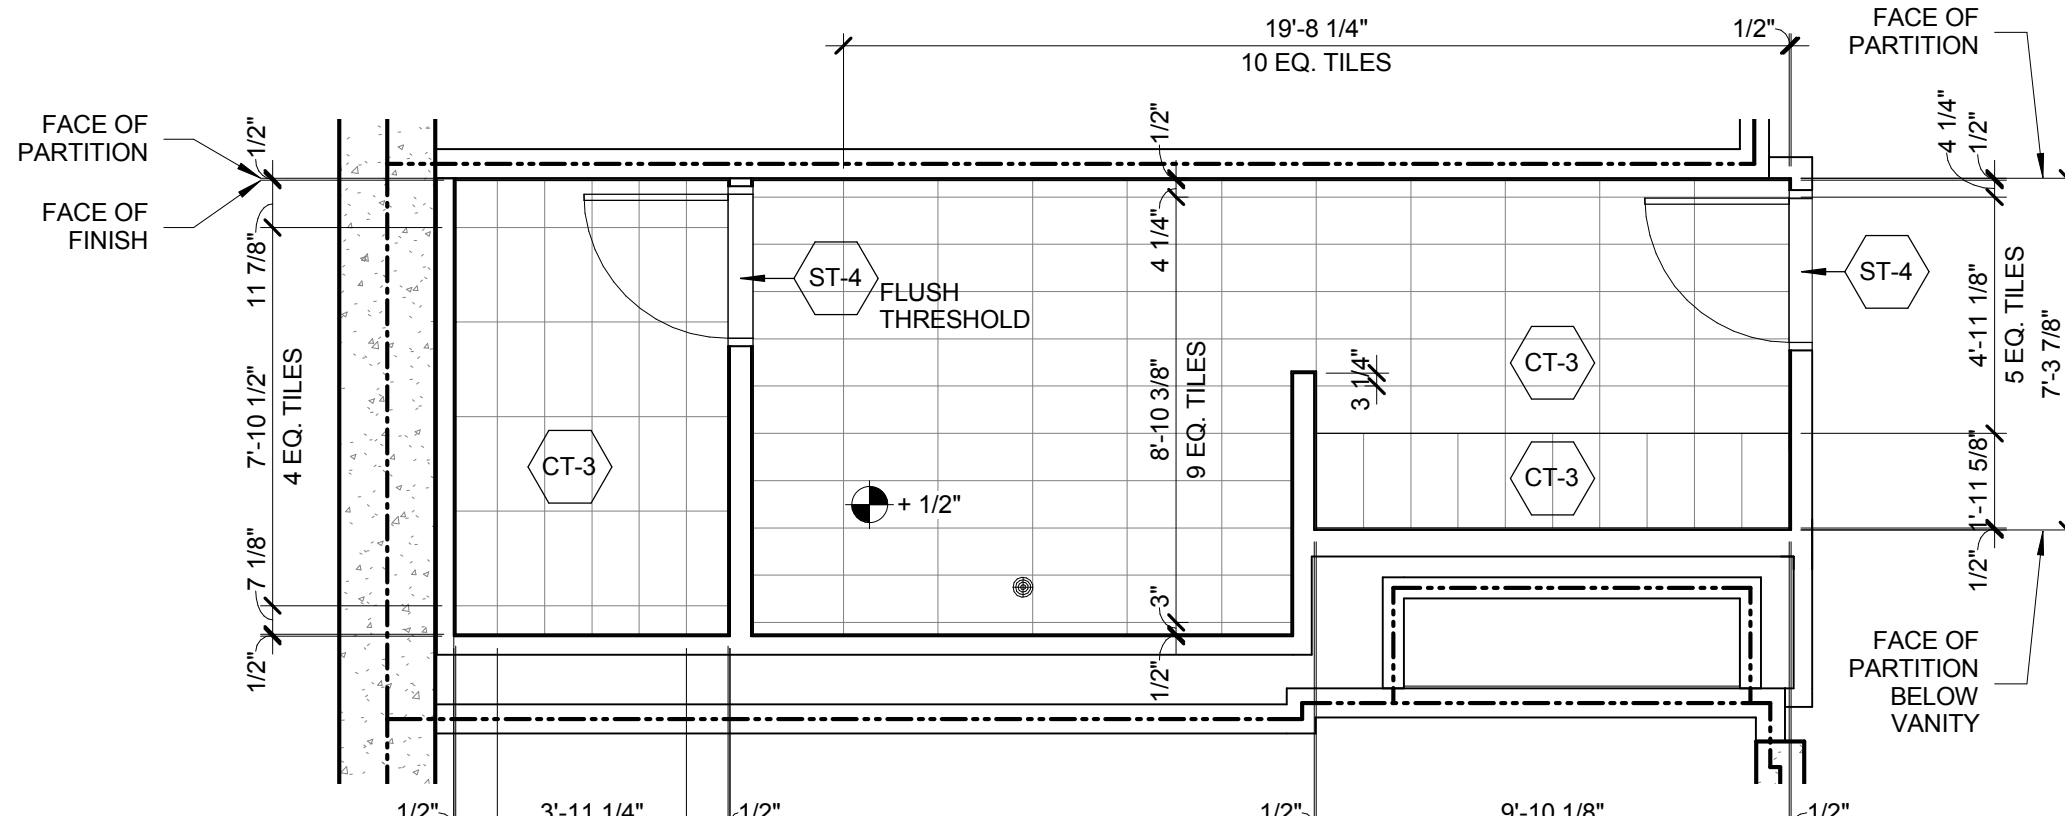 19'-8 1/4"
1/2"
10 EQ. TILES
FACE OF
PARTITION
FACE OF
PARTITION
1/2"
1/2"
4 1/4"
1/2"
FACE OF
FINISH
11 7/8"
4 1/4"
ST-4
FLUSH
THRESHOLD
ST-4
4'-11 1/8"
5 EQ. TILES
7'-3 7/8"
7'-10 1/2"
4 EQ. TILES
8'-10 3/8"
9 EQ. TILES
3 1/4"
CT-3
CT-3
CT-3
+ 1/2"
1'-11 5/8"
7 1/8"
3"
1/2"
1/2"
1/2"
FACE OF
PARTITION
BELOW
VANITY
1/2"
3'-11 1/4"
1/2"
1/2"
9'-10 1/8"
1/2"